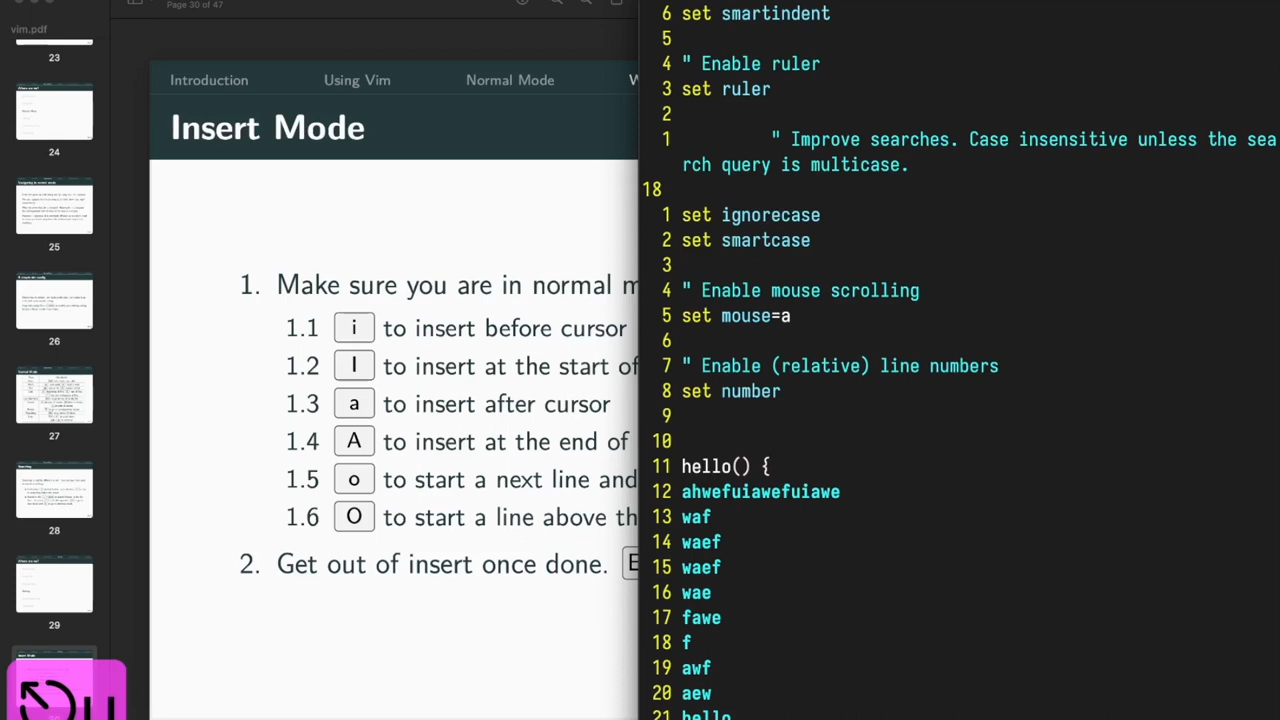 Page 30 of 47
vim.pdf
23
24
25
26
27
28
29
Introduction
Using Vim
Normal Mode
Insert Mode
1. Make sure you are in normal m
1.1 i to insert before cursor
1.2 I to insert at the start of
1.3 a to insert after cursor
1.4 A to insert at the end of
1.5 o to start a next line and
1.6 O to start a line above th
2. Get out of insert once done. E
6 set smartindent
5
4 " Enable ruler
3 set ruler
2
1 " Improve searches. Case insensitive unless the sea
rch query is multicase.
18
1 set ignorecase
2 set smartcase
3
4 " Enable mouse scrolling
5 set mouse=a
6
7 " Enable (relative) line numbers
8 set number
9
10
11 hello() {
12 ahwefuiawefuiawe
13 waf
14 waef
15 waef
16 wae
17 fawe
18 f
19 awf
20 aew
21 hello